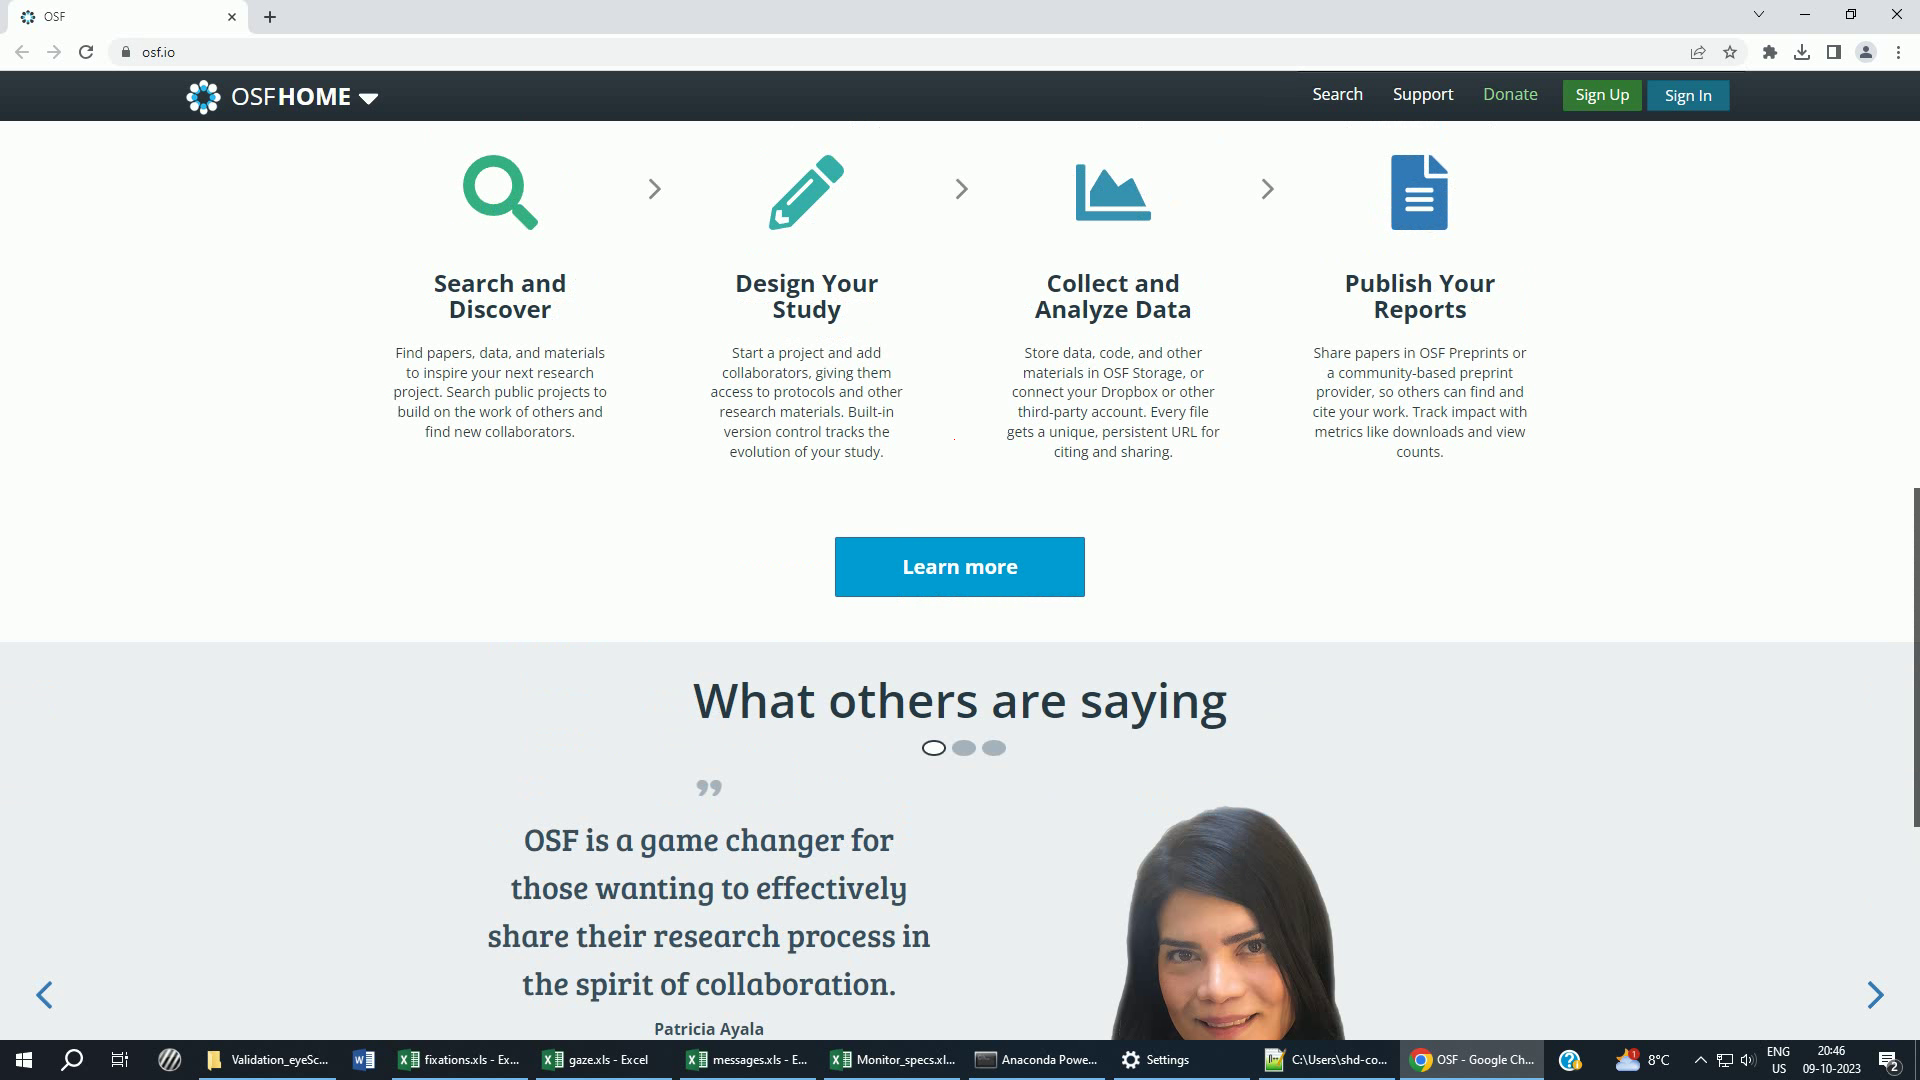 OSF
osf.io
OSFHOME
Search
Support
Donate
Sign Up
Sign In
Search and
Discover
Find papers, data, and materials
to inspire your next research
project. Search public projects to
build on the work of others and
find new collaborators.
Design Your
Study
Start a project and add
collaborators, giving them
access to protocols and other
research materials. Built-in
version control tracks the
evolution of your study.
Collect and
Analyze Data
Store data, code, and other
materials in OSF Storage, or
connect your Dropbox or other
third-party account. Every file
gets a unique, persistent URL for
citing and sharing.
Publish Your
Reports
Share papers in OSF Preprints or
a community-based preprint
provider, so others can find and
cite your work. Track impact with
metrics like downloads and view
counts.
Learn more
What others are saying
”
OSF is a game changer for
those wanting to effectively
share their research process in
the spirit of collaboration.
Patricia Ayala
Validation_eyeSc...
fixations.xls - Ex...
gaze.xls - Excel
messages.xls - E...
Monitor_specs.xl...
Anaconda Powe...
Settings
C:\Users\shd-co...
OSF - Google Ch...
1
8°C
ENG
US
20:46
09-10-2023
2